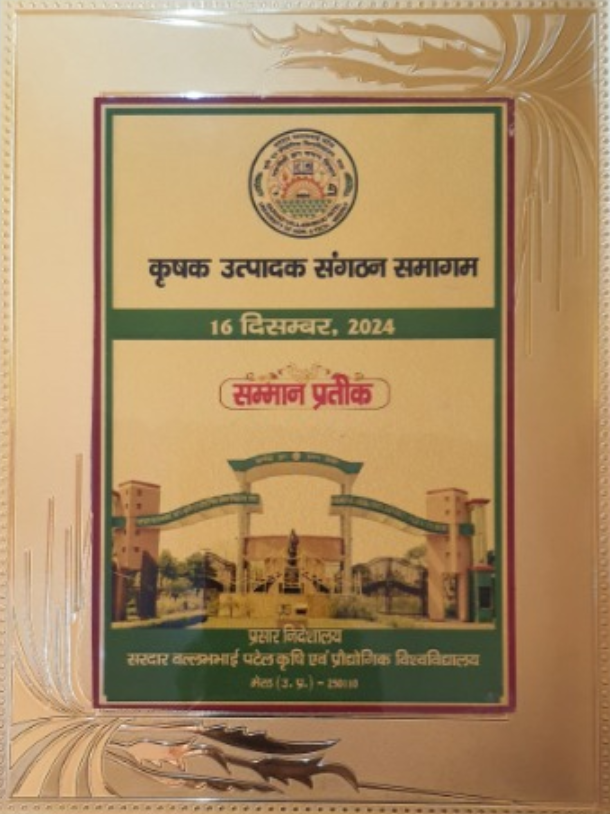 कृषक उत्पादक संगठन समागम
16 दिसम्बर, 2024
सम्मान प्रतीक
प्रसार निदेशालय
सरदार वल्लभभाई पटेल कृषि एवं प्रौद्योगिक विश्वविद्यालय
मेरठ (उ. प्र.) - 250110